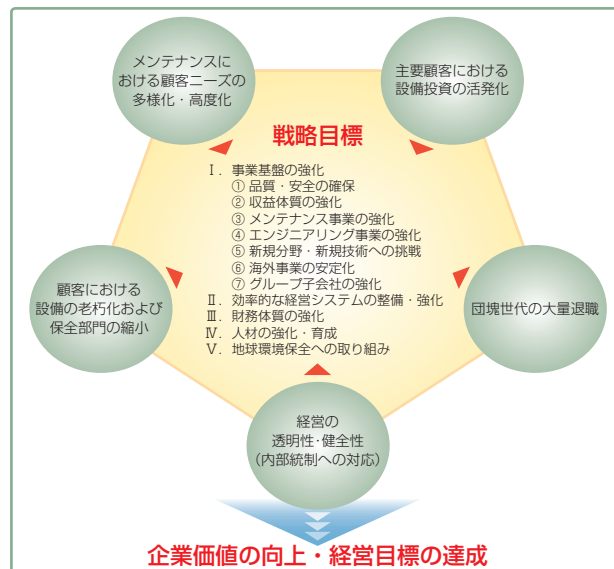 メンテナンスに
おける顧客ニーズの
多様化・高度化
主要顧客における
設備投資の活発化
戦略目標
Ⅰ．事業基盤の強化
① 品質・安全の確保
② 収益体質の強化
③ メンテナンス事業の強化
④ エンジニアリング事業の強化
⑤ 新規分野・新規技術への挑戦
⑥ 海外事業の安定化
⑦ グループ子会社の強化
Ⅱ．効率的な経営システムの整備・強化
Ⅲ．財務体質の強化
Ⅳ．人材の強化・育成
Ⅴ．地球環境保全への取り組み
顧客における
設備の老朽化および
保全部門の縮小
団塊世代の大量退職
経営の
透明性・健全性
（内部統制への対応）
企業価値の向上・経営目標の達成